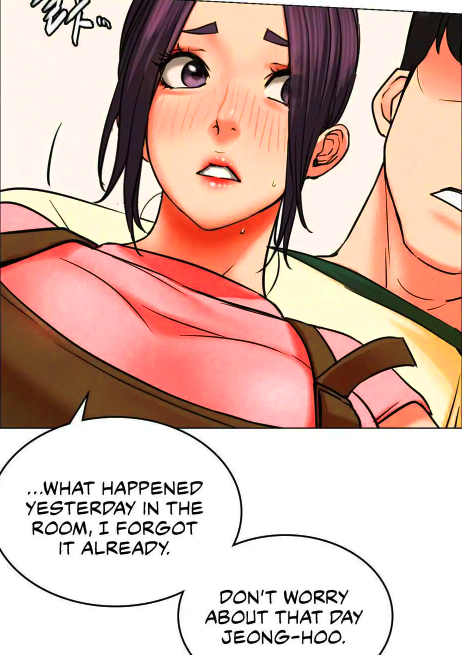 ...WHAT HAPPENED
YESTERDAY IN THE
ROOM, I FORGOT
IT ALREADY.
DON'T WORRY
ABOUT THAT DAY
JEONG-HOO.